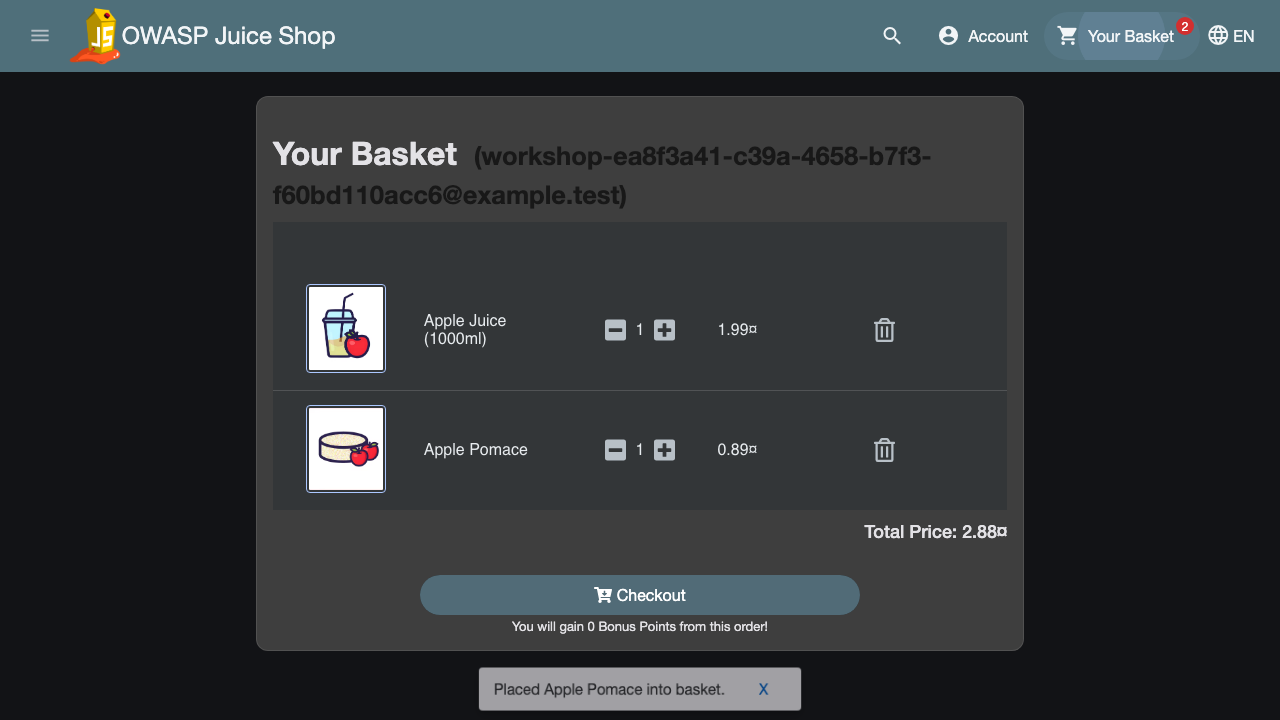 OWASP Juice Shop
Account
Your Basket
2
EN
Your Basket (workshop-ea8f3a41-c39a-4658-b7f3-
f60bd110acc6@example.test)
Apple Juice
(1000ml)
1
1.99¤
Apple Pomace
1
0.89¤
Total Price: 2.88¤
Checkout
You will gain 0 Bonus Points from this order!
Placed Apple Pomace into basket.
X